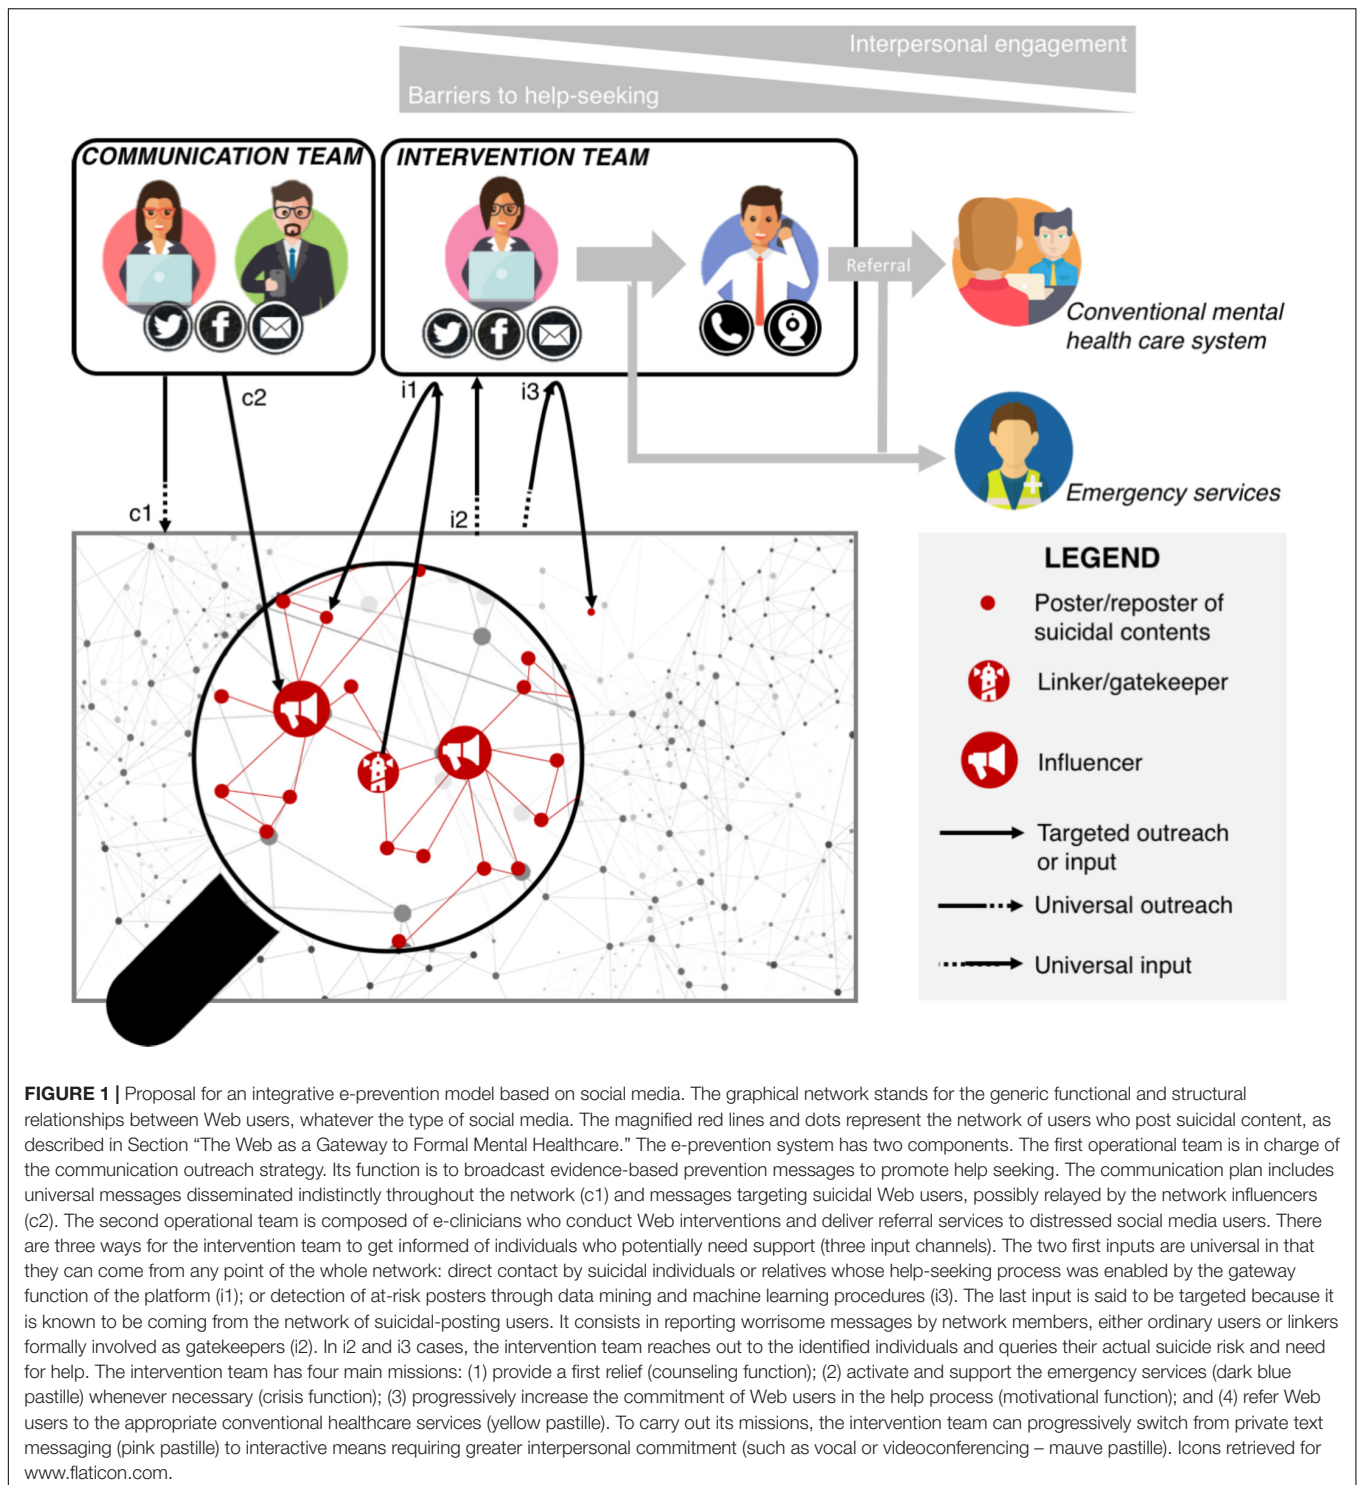 Interpersonal engagement
Barriers to help-seeking
COMMUNICATION TEAM
INTERVENTION TEAM
Referral
Conventional mental
health care system
c2
i1
i3
Emergency services
c1
i2
LEGEND
Poster/reposter of
suicidal contents
Linker/gatekeeper
Influencer
Targeted outreach
or input
Universal outreach
Universal input
FIGURE 1 | Proposal for an integrative e-prevention model based on social media. The graphical network stands for the generic functional and structural
relationships between Web users, whatever the type of social media. The magnified red lines and dots represent the network of users who post suicidal content, as
described in Section “The Web as a Gateway to Formal Mental Healthcare.” The e-prevention system has two components. The first operational team is in charge of
the communication outreach strategy. Its function is to broadcast evidence-based prevention messages to promote help seeking. The communication plan includes
universal messages disseminated indistinctly throughout the network (c1) and messages targeting suicidal Web users, possibly relayed by the network influencers
(c2). The second operational team is composed of e-clinicians who conduct Web interventions and deliver referral services to distressed social media users. There
are three ways for the intervention team to get informed of individuals who potentially need support (three input channels). The two first inputs are universal in that
they can come from any point of the whole network: direct contact by suicidal individuals or relatives whose help-seeking process was enabled by the gateway
function of the platform (i1); or detection of at-risk posters through data mining and machine learning procedures (i3). The last input is said to be targeted because it
is known to be coming from the network of suicidal-posting users. It consists in reporting worrisome messages by network members, either ordinary users or linkers
formally involved as gatekeepers (i2). In i2 and i3 cases, the intervention team reaches out to the identified individuals and queries their actual suicide risk and need
for help. The intervention team has four main missions: (1) provide a first relief (counseling function); (2) activate and support the emergency services (dark blue
pastille) whenever necessary (crisis function); (3) progressively increase the commitment of Web users in the help process (motivational function); and (4) refer Web
users to the appropriate conventional healthcare services (yellow pastille). To carry out its missions, the intervention team can progressively switch from private text
messaging (pink pastille) to interactive means requiring greater interpersonal commitment (such as vocal or videoconferencing – mauve pastille). Icons retrieved for
www.flaticon.com.